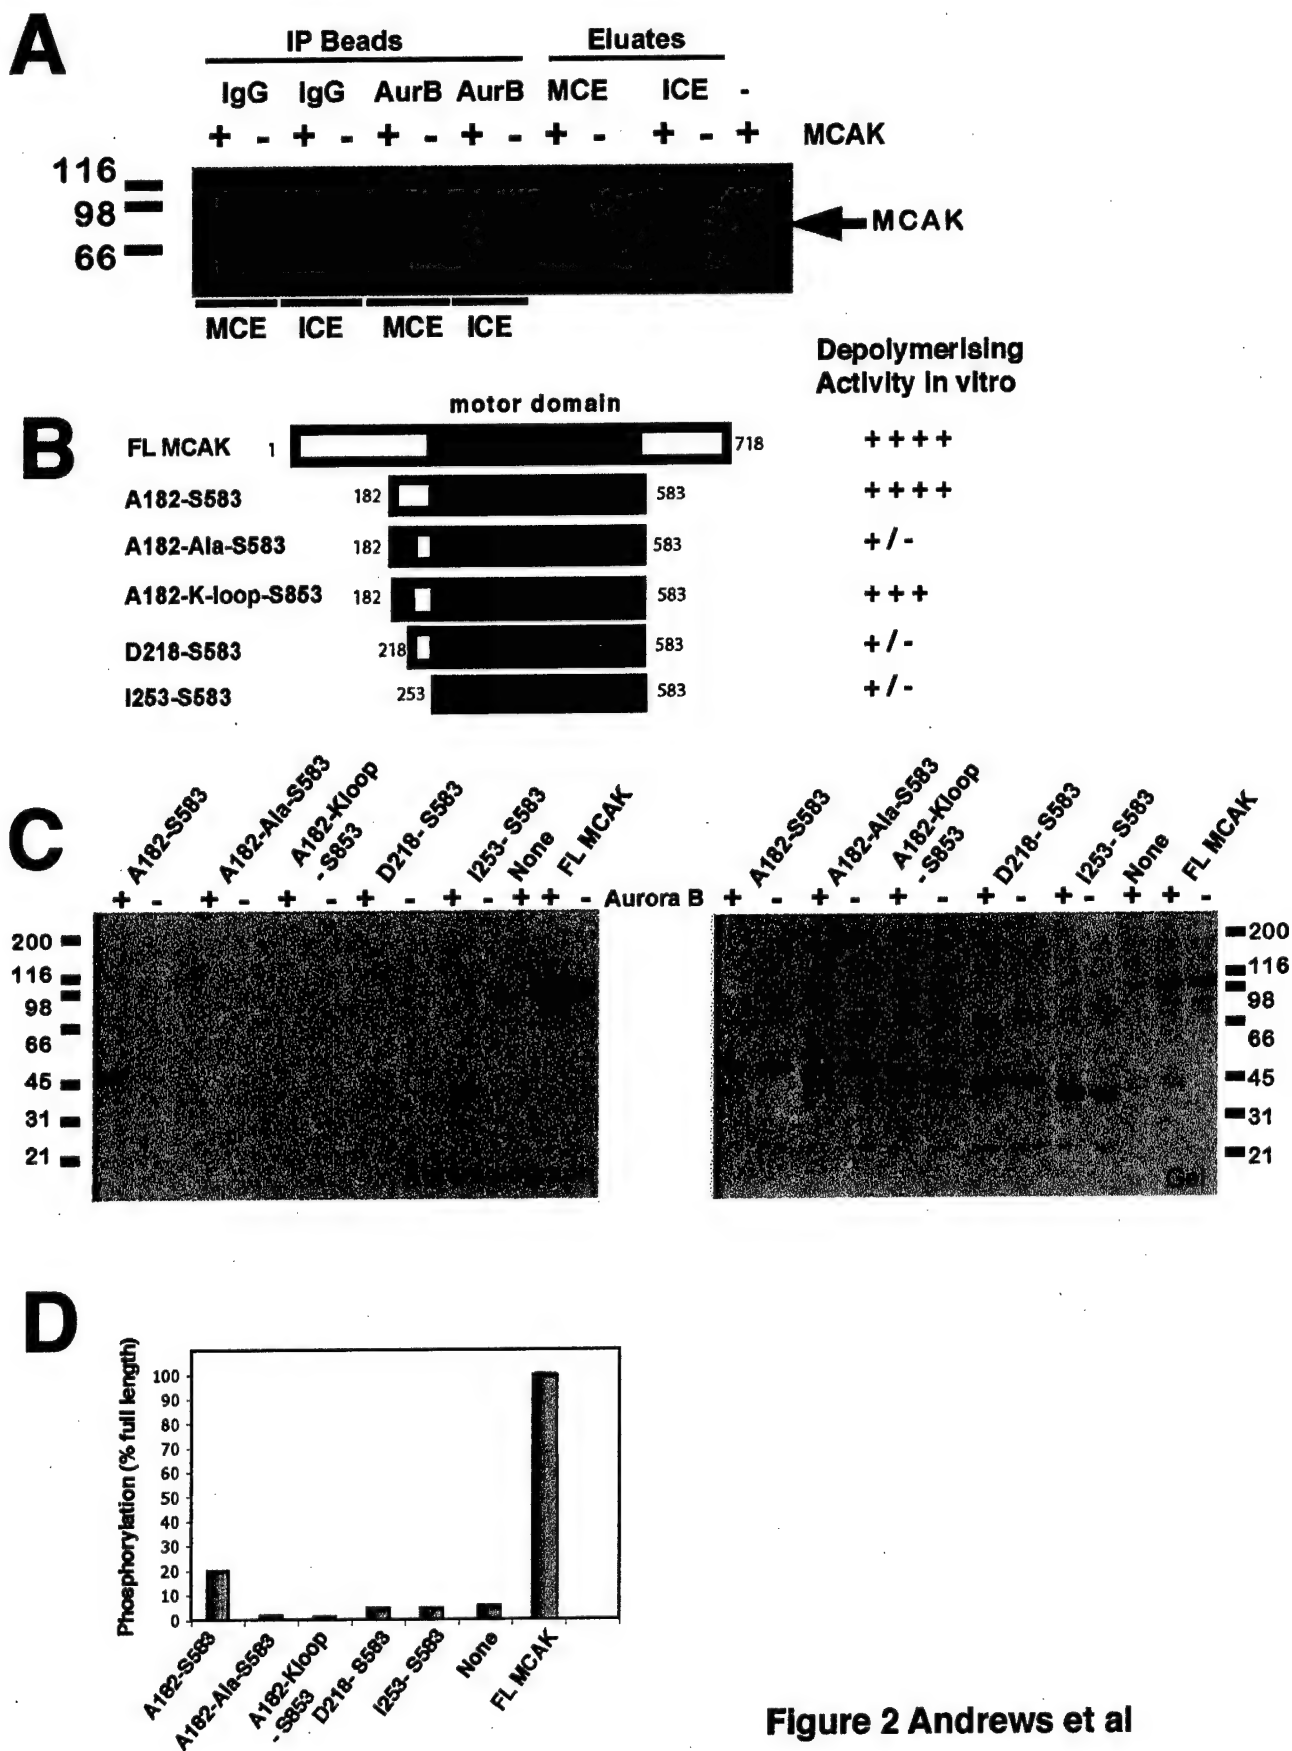 A
IP Beads Eluates
IgG IgG AurB AurB MCE ICE -
+ - + - + - + - + - + - + MCAK
116
98
66
MCAK
MCE ICE MCE ICE
Depolymerising
Activity in vitro
B
motor domain
FL MCAK 1 718 ++++
A182-S583 182 583 ++++
A182-Ala-S583 182 583 +/-
A182-K-loop-S853 182 583 +++
D218-S583 218 583 +/-
I253-S583 253 583 +/-
C
A182-S583
A182-Ala-S583
A182-Kloop
- S853
D218- S583
I253- S583
None
FL MCAK
+ - + - + - + - + - + + - Aurora B
200
116
98
66
45
31
21
A182-S583
A182-Ala-S583
A182-Kloop
- S853
D218- S583
I253- S583
None
FL MCAK
+ - + - + - + - + - + + -
200
116
98
66
45
31
21
Gel
D
Phosphorylation (% full length)
100
90
80
70
60
50
40
30
20
10
0
A182-S583
A182-Ala-S583
A182-Kloop
- S853
D218- S583
I253- S583
None
FL MCAK
Figure 2 Andrews et al